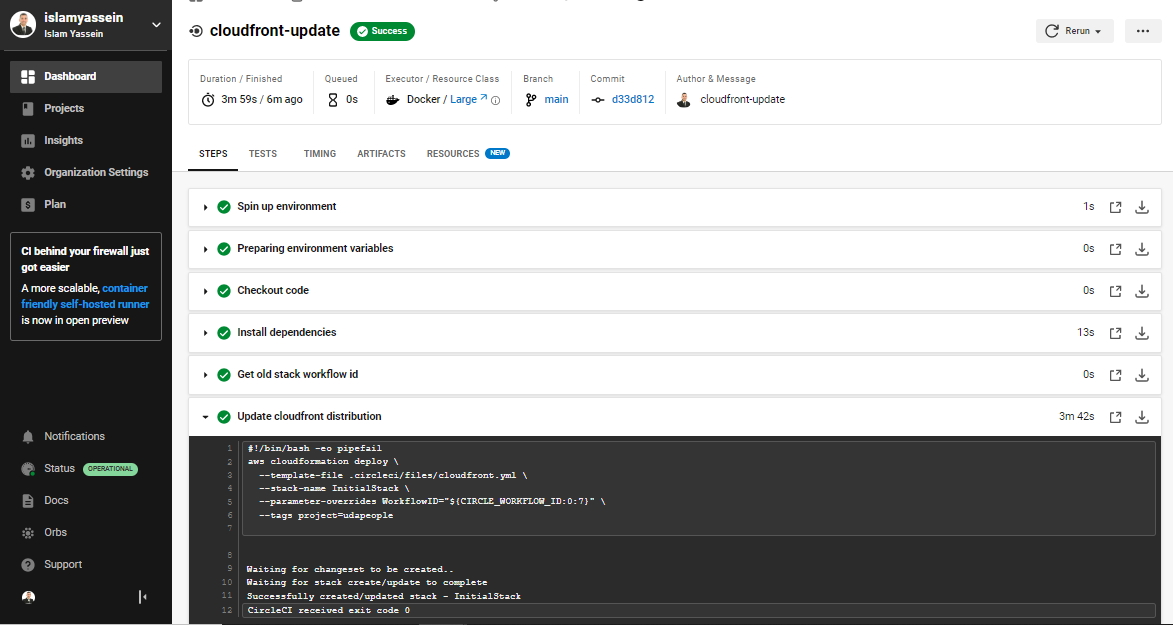 islamyassein
Islam Yassein
Dashboard
Projects
Insights
Organization Settings
Plan
CI behind your firewall just
got easier
A more scalable, container
friendly self-hosted runner
is now in open preview
Notifications
Status OPERATIONAL
Docs
Orbs
Support
cloudfront-update Success
Rerun
Duration / Finished
3m 59s / 6m ago
Queued
0s
Executor / Resource Class
Docker / Large
Branch
main
Commit
d33d812
Author & Message
cloudfront-update
STEPS TESTS TIMING ARTIFACTS RESOURCES NEW
Spin up environment 1s
Preparing environment variables 0s
Checkout code 0s
Install dependencies 13s
Get old stack workflow id 0s
Update cloudfront distribution 3m 42s
1 #!/bin/bash -eo pipefail
2 aws cloudformation deploy \
3 --template-file .circleci/files/cloudfront.yml \
4 --stack-name InitialStack \
5 --parameter-overrides WorkflowID="${CIRCLE_WORKFLOW_ID:0:7}" \
6 --tags project=udapeople
7
8
9 Waiting for changeset to be created..
10 Waiting for stack create/update to complete
11 Successfully created/updated stack - InitialStack
12 CircleCI received exit code 0